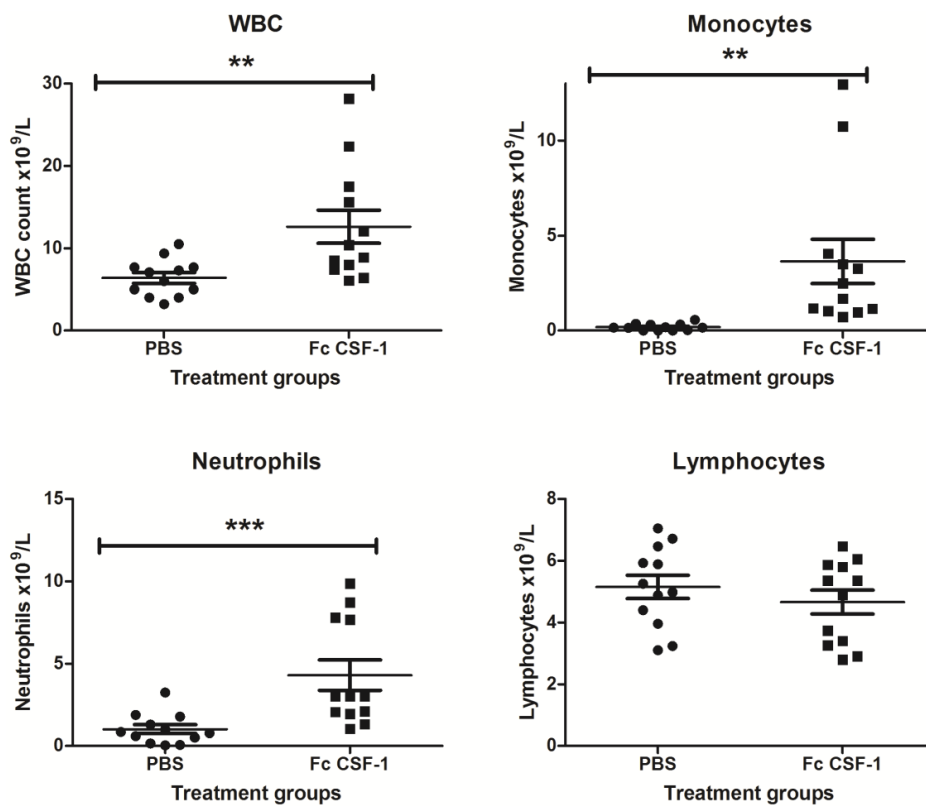 WBC
**
WBC count x10⁹/L
30
20
10
0
PBS
Fc CSF-1
Treatment groups
Monocytes
**
Monocytes x10⁹/L
10
5
0
PBS
Fc CSF-1
Treatment groups
Neutrophils
***
Neutrophils x10⁹/L
15
10
5
0
PBS
Fc CSF-1
Treatment groups
Lymphocytes
Lymphocytes x10⁹/L
8
6
4
2
0
PBS
Fc CSF-1
Treatment groups